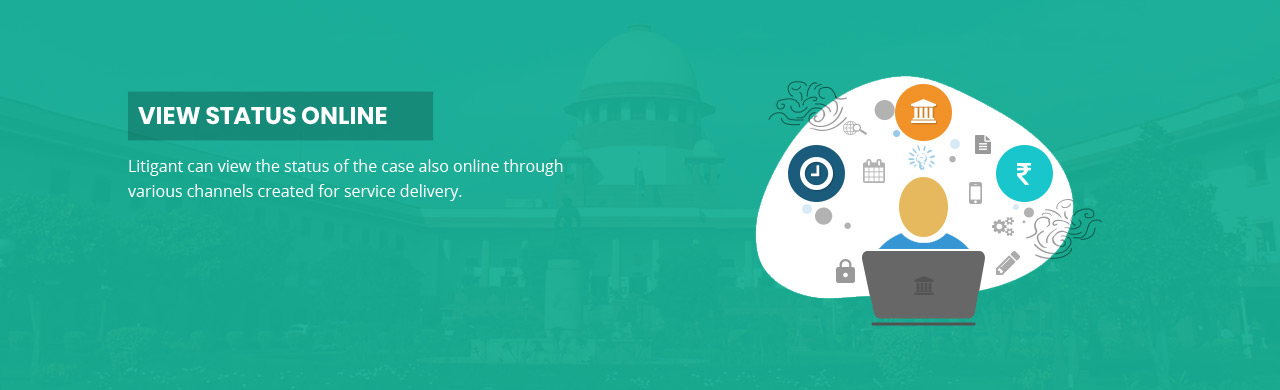 VIEW STATUS ONLINE
Litigant can view the status of the case also online through
various channels created for service delivery.
₹